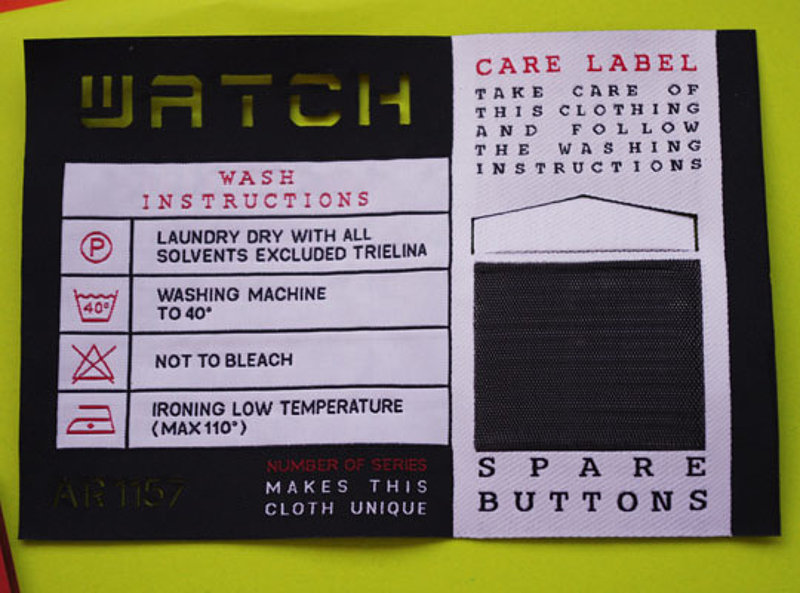 WATCH
WASH
INSTRUCTIONS
P
LAUNDRY DRY WITH ALL
SOLVENTS EXCLUDED TRIELINA
40°
WASHING MACHINE
TO 40°
NOT TO BLEACH
IRONING LOW TEMPERATURE
(MAX 110°)
AR1157
NUMBER OF SERIES
MAKES THIS
CLOTH UNIQUE
CARE LABEL
TAKE CARE OF
THIS CLOTHING
AND FOLLOW
THE WASHING
INSTRUCTIONS
SPARE
BUTTONS